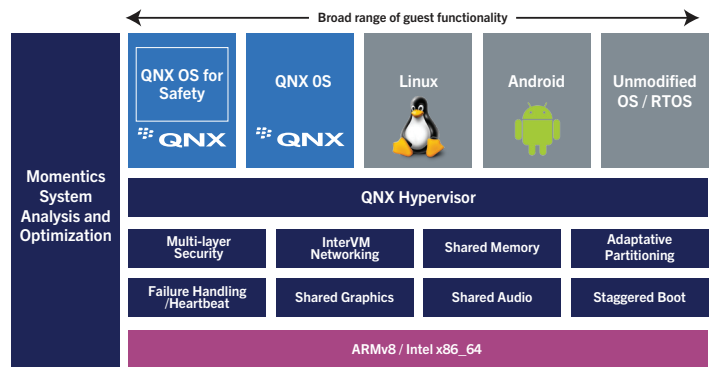 Broad range of guest functionality
Momentics
System
Analysis and
Optimization
QNX OS for
Safety
QNX
QNX 0S
QNX
Linux
Android
Unmodified
OS / RTOS
QNX Hypervisor
Multi-layer
Security
InterVM
Networking
Shared Memory
Adaptative
Partitioning
Failure Handling
/Heartbeat
Shared Graphics
Shared Audio
Staggered Boot
ARMv8 / Intel x86_64